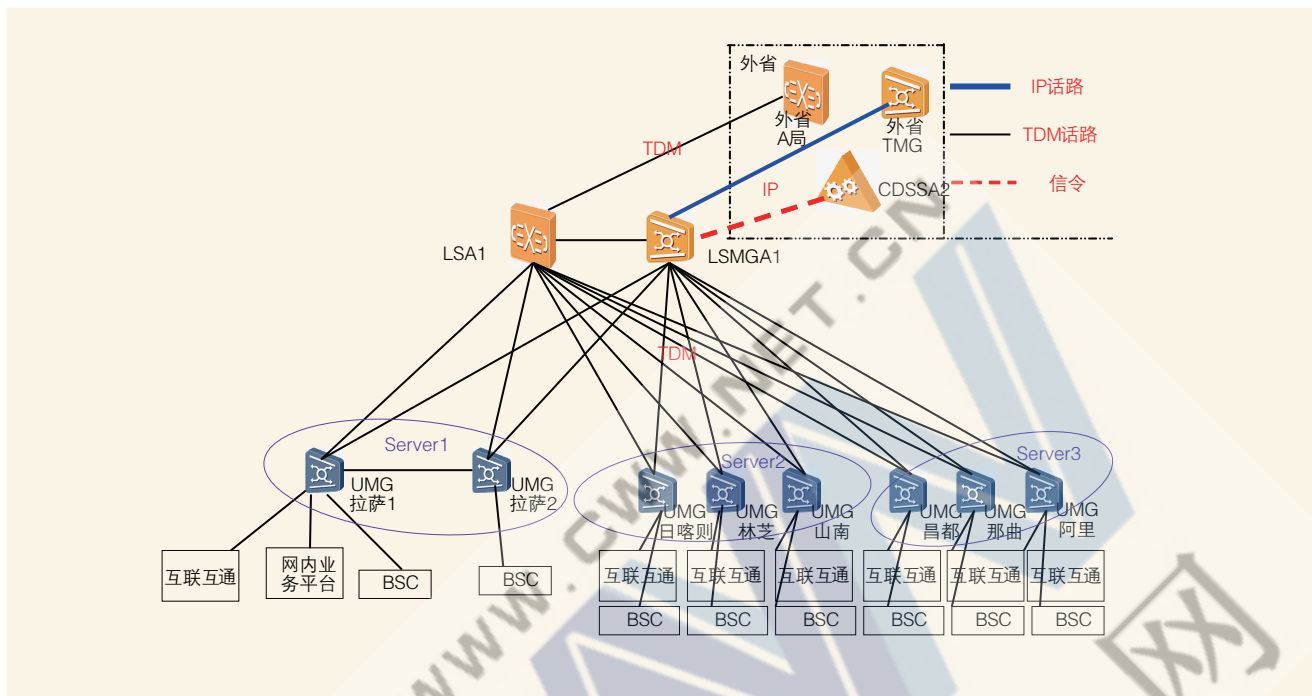 外省
外省
A局
外省
TMG
IP话路
TDM
TDM话路
IP
CDSSA2
信令
LSA1
LSMGA1
TDM
Server1
Server2
Server3
UMG
拉萨1
UMG
拉萨2
UMG
日喀则
UMG
林芝
UMG
山南
UMG
昌都
UMG
那曲
UMG
阿里
互联互通
网内业
务平台
BSC
BSC
互联互通
互联互通
互联互通
互联互通
互联互通
互联互通
BSC
BSC
BSC
BSC
BSC
BSC
WWW.CWW.NET.CN
网